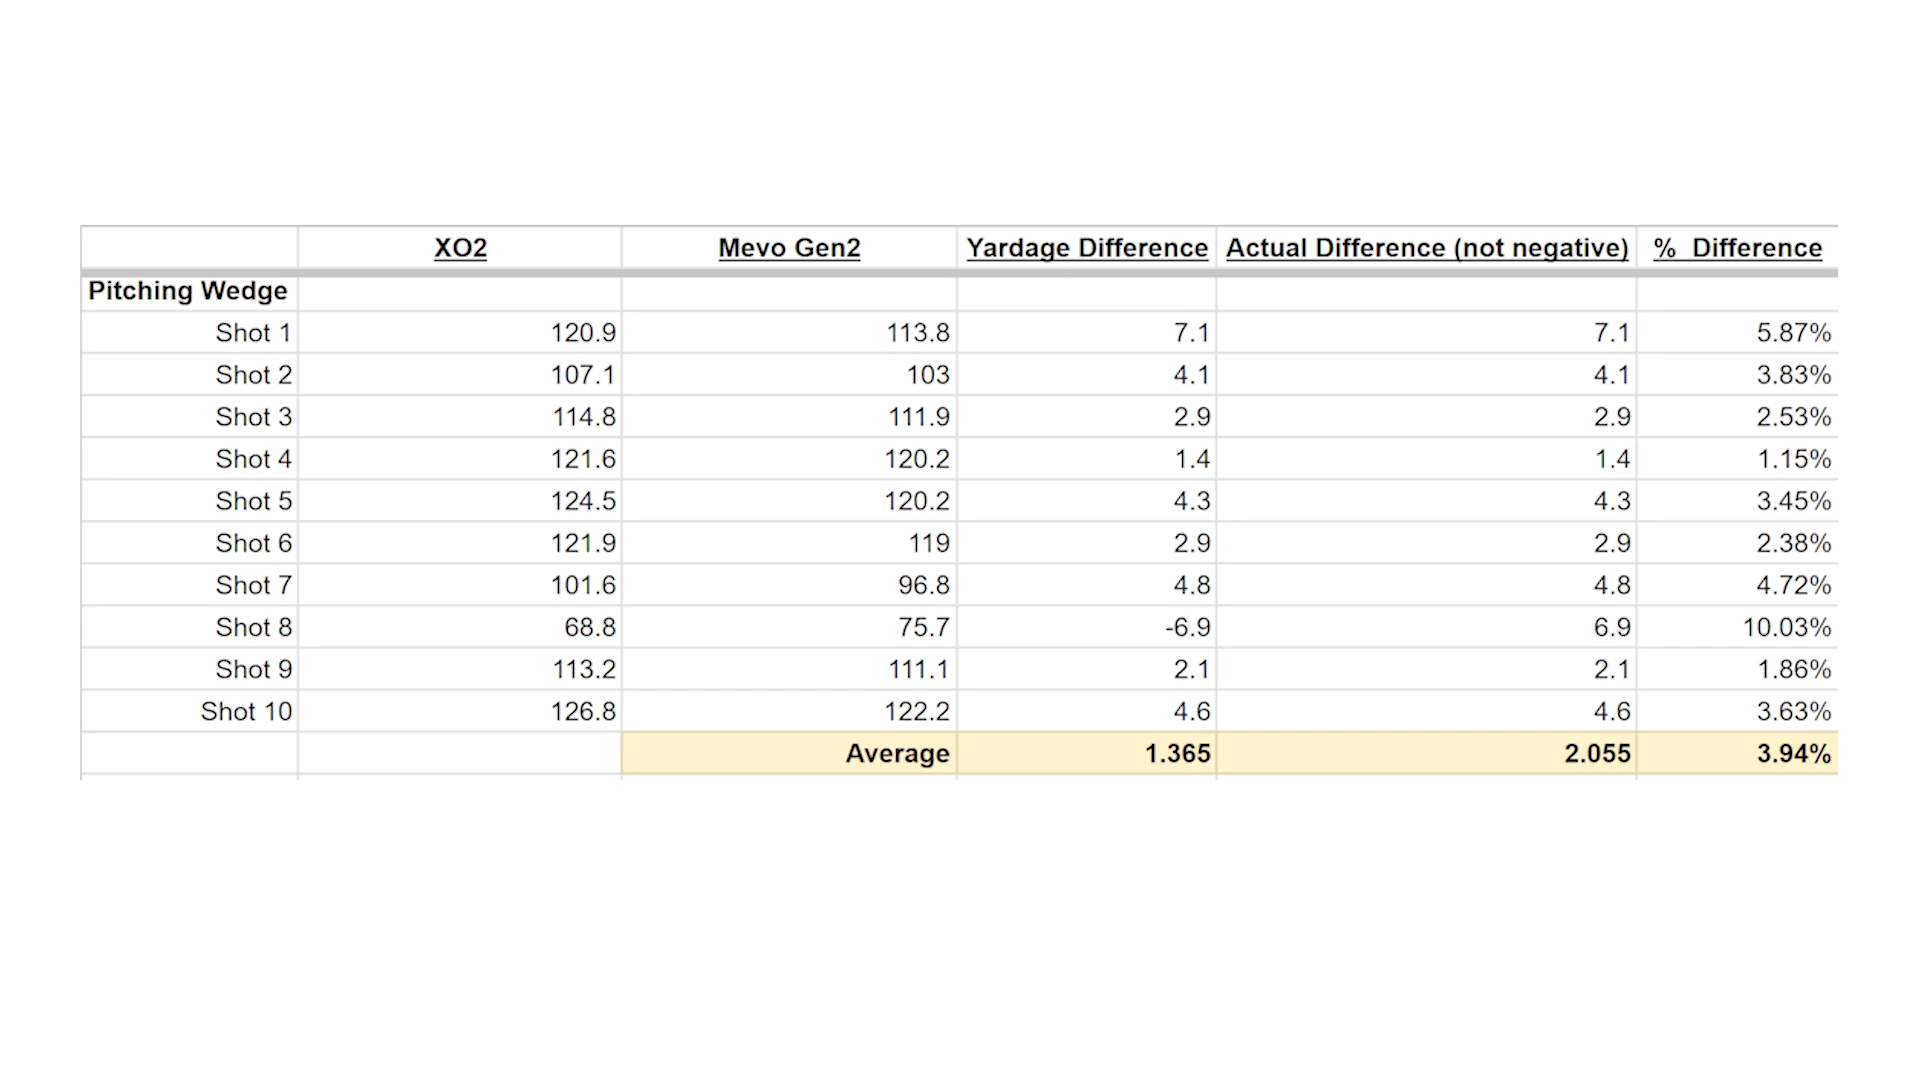 XO2 Mevo Gen2 Yardage Difference Actual Difference (not negative) % Difference
Pitching Wedge
Shot 1 120.9 113.8 7.1 7.1 5.87%
Shot 2 107.1 103 4.1 4.1 3.83%
Shot 3 114.8 111.9 2.9 2.9 2.53%
Shot 4 121.6 120.2 1.4 1.4 1.15%
Shot 5 124.5 120.2 4.3 4.3 3.45%
Shot 6 121.9 119 2.9 2.9 2.38%
Shot 7 101.6 96.8 4.8 4.8 4.72%
Shot 8 68.8 75.7 -6.9 6.9 10.03%
Shot 9 113.2 111.1 2.1 2.1 1.86%
Shot 10 126.8 122.2 4.6 4.6 3.63%
Average 1.365 2.055 3.94%